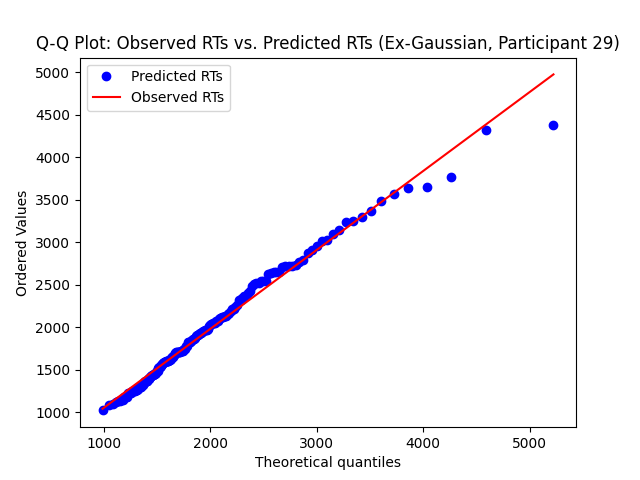 Q-Q Plot: Observed RTs vs. Predicted RTs (Ex-Gaussian, Participant 29)
Predicted RTs
Observed RTs
Ordered Values
5000
4500
4000
3500
3000
2500
2000
1500
1000
1000 2000 3000 4000 5000
Theoretical quantiles